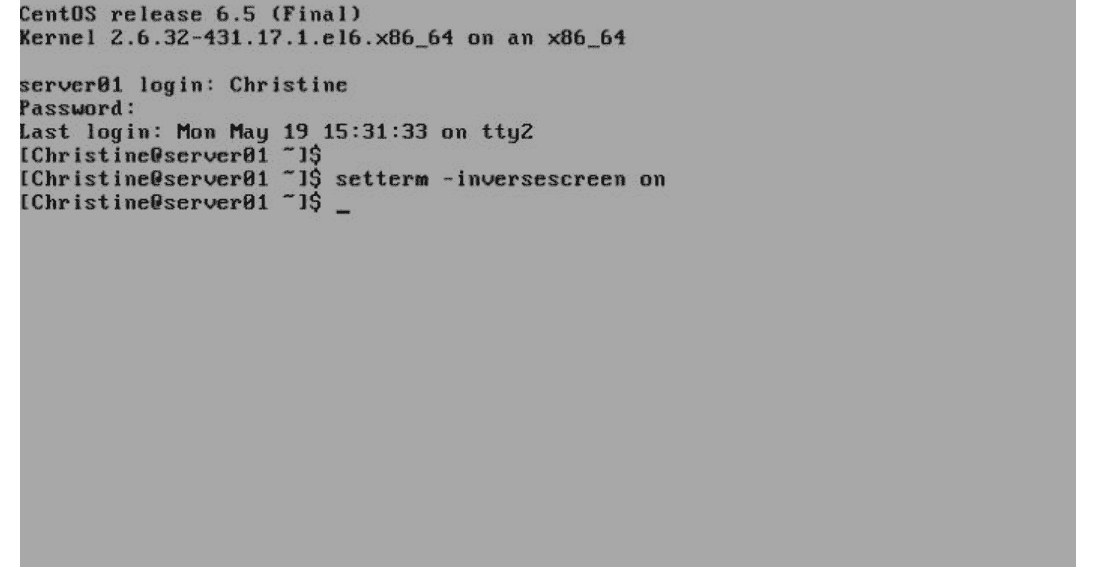 CentOS release 6.5 (Final)
Kernel 2.6.32-431.17.1.el6.x86_64 on an x86_64
server01 login: Christine
Password:
Last login: Mon May 19 15:31:33 on tty2
[Christine@server01 ~]$
[Christine@server01 ~]$ setterm -inversescreen on
[Christine@server01 ~]$ _